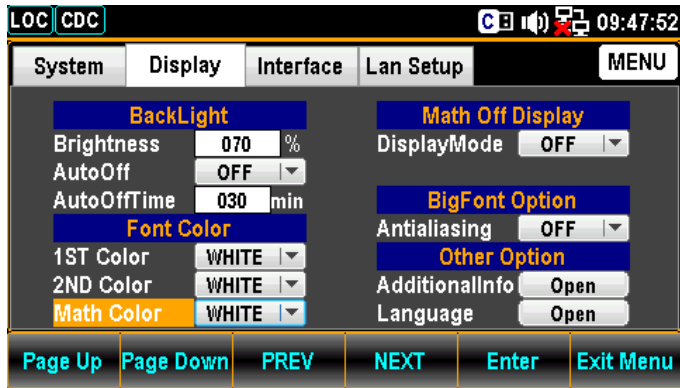 LOC CDC C 09:47:52
System Display Interface Lan Setup MENU
BackLight
Brightness 070 %
AutoOff OFF
AutoOffTime 030 min
Font Color
1ST Color WHITE
2ND Color WHITE
Math Color WHITE
Math Off Display
DisplayMode OFF
BigFont Option
Antialiasing OFF
Other Option
AdditionalInfo Open
Language Open
Page Up Page Down PREV NEXT Enter Exit Menu